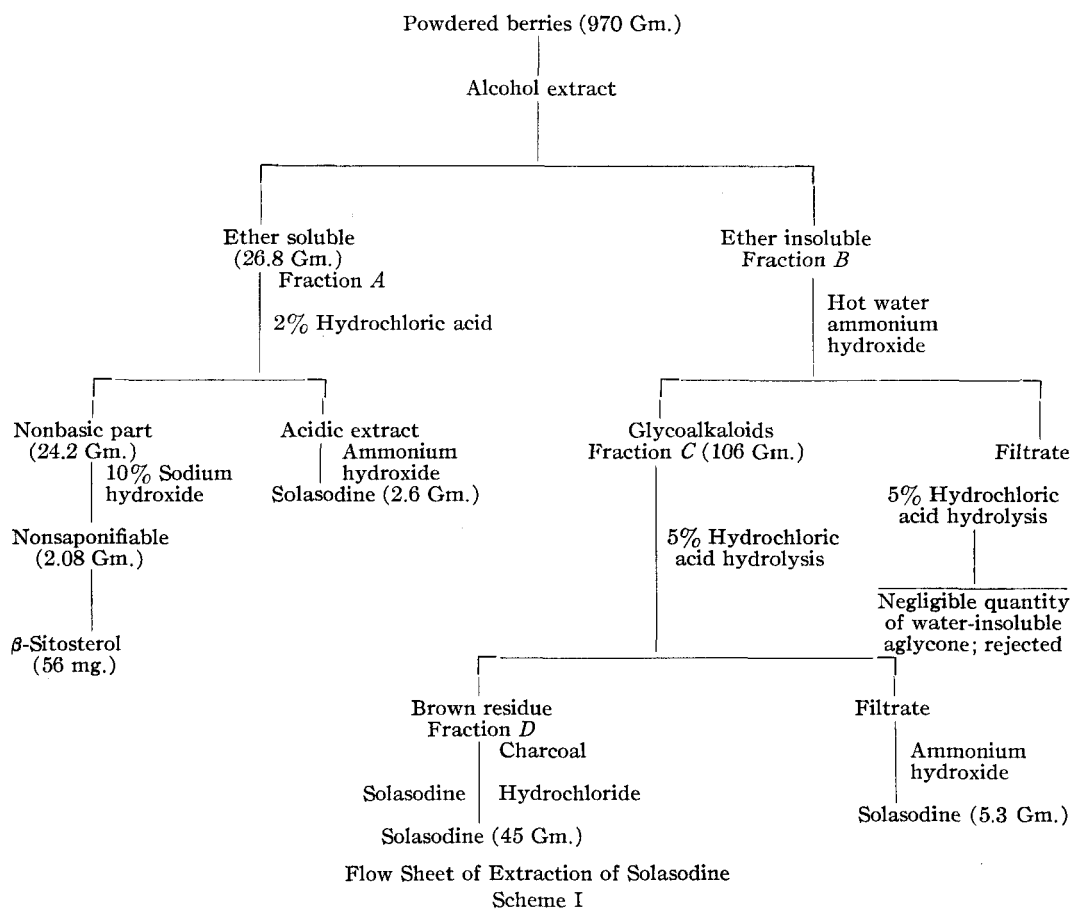 Powdered berries (970 Gm.)
Alcohol extract
Ether soluble
(26.8 Gm.)
Fraction A
2% Hydrochloric acid
Ether insoluble
Fraction B
Hot water
ammonium
hydroxide
Nonbasic part
(24.2 Gm.)
10% Sodium
hydroxide
Nonsaponifiable
(2.08 Gm.)
β-Sitosterol
(56 mg.)
Acidic extract
Ammonium
hydroxide
Solasodine (2.6 Gm.)
Glycoalkaloids
Fraction C (106 Gm.)
5% Hydrochloric
acid hydrolysis
Filtrate
5% Hydrochloric
acid hydrolysis
Negligible quantity
of water-insoluble
aglycone; rejected
Brown residue
Fraction D
Charcoal
Solasodine Hydrochloride
Solasodine (45 Gm.)
Filtrate
Ammonium
hydroxide
Solasodine (5.3 Gm.)
Flow Sheet of Extraction of Solasodine
Scheme I